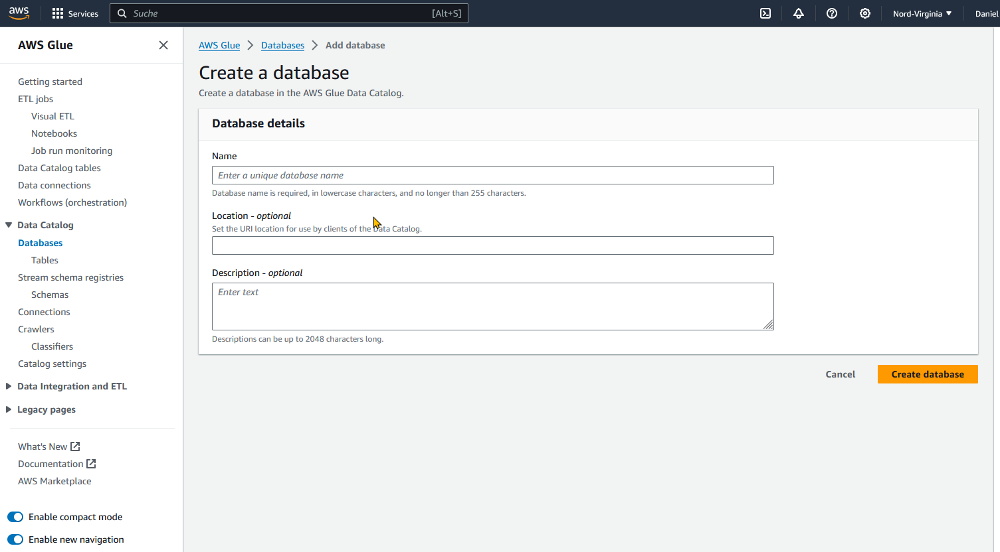 aws
Services
Suche
[Alt+S]
Nord-Virginia
Daniel
AWS Glue
Getting started
ETL jobs
Visual ETL
Notebooks
Job run monitoring
Data Catalog tables
Data connections
Workflows (orchestration)
Data Catalog
Databases
Tables
Stream schema registries
Schemas
Connections
Crawlers
Classifiers
Catalog settings
Data Integration and ETL
Legacy pages
What's New
Documentation
AWS Marketplace
Enable compact mode
Enable new navigation
AWS Glue > Databases > Add database
Create a database
Create a database in the AWS Glue Data Catalog.
Database details
Name
Enter a unique database name
Database name is required, in lowercase characters, and no longer than 255 characters.
Location - optional
Set the URI location for use by clients of the Data Catalog.
Description - optional
Enter text
Descriptions can be up to 2048 characters long.
Cancel
Create database